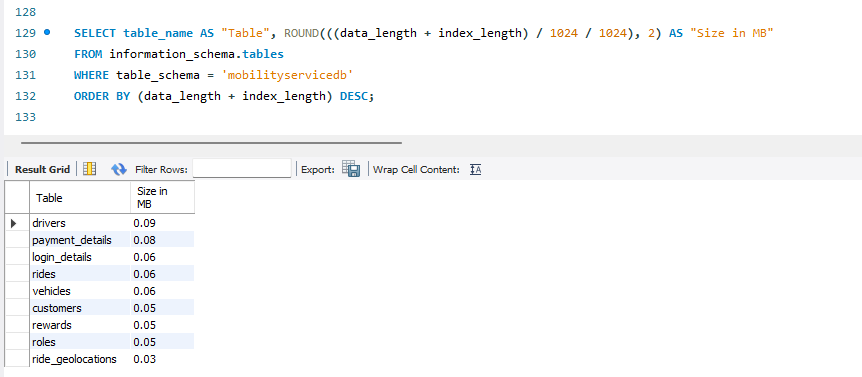 128
129 SELECT table_name AS "Table", ROUND(((data_length + index_length) / 1024 / 1024), 2) AS "Size in MB"
130 FROM information_schema.tables
131 WHERE table_schema = 'mobilityservicedb'
132 ORDER BY (data_length + index_length) DESC;
133
Result Grid Filter Rows: Export: Wrap Cell Content: IA
Table Size in
MB
drivers 0.09
payment_details 0.08
login_details 0.06
rides 0.06
vehicles 0.06
customers 0.05
rewards 0.05
roles 0.05
ride_geolocations 0.03